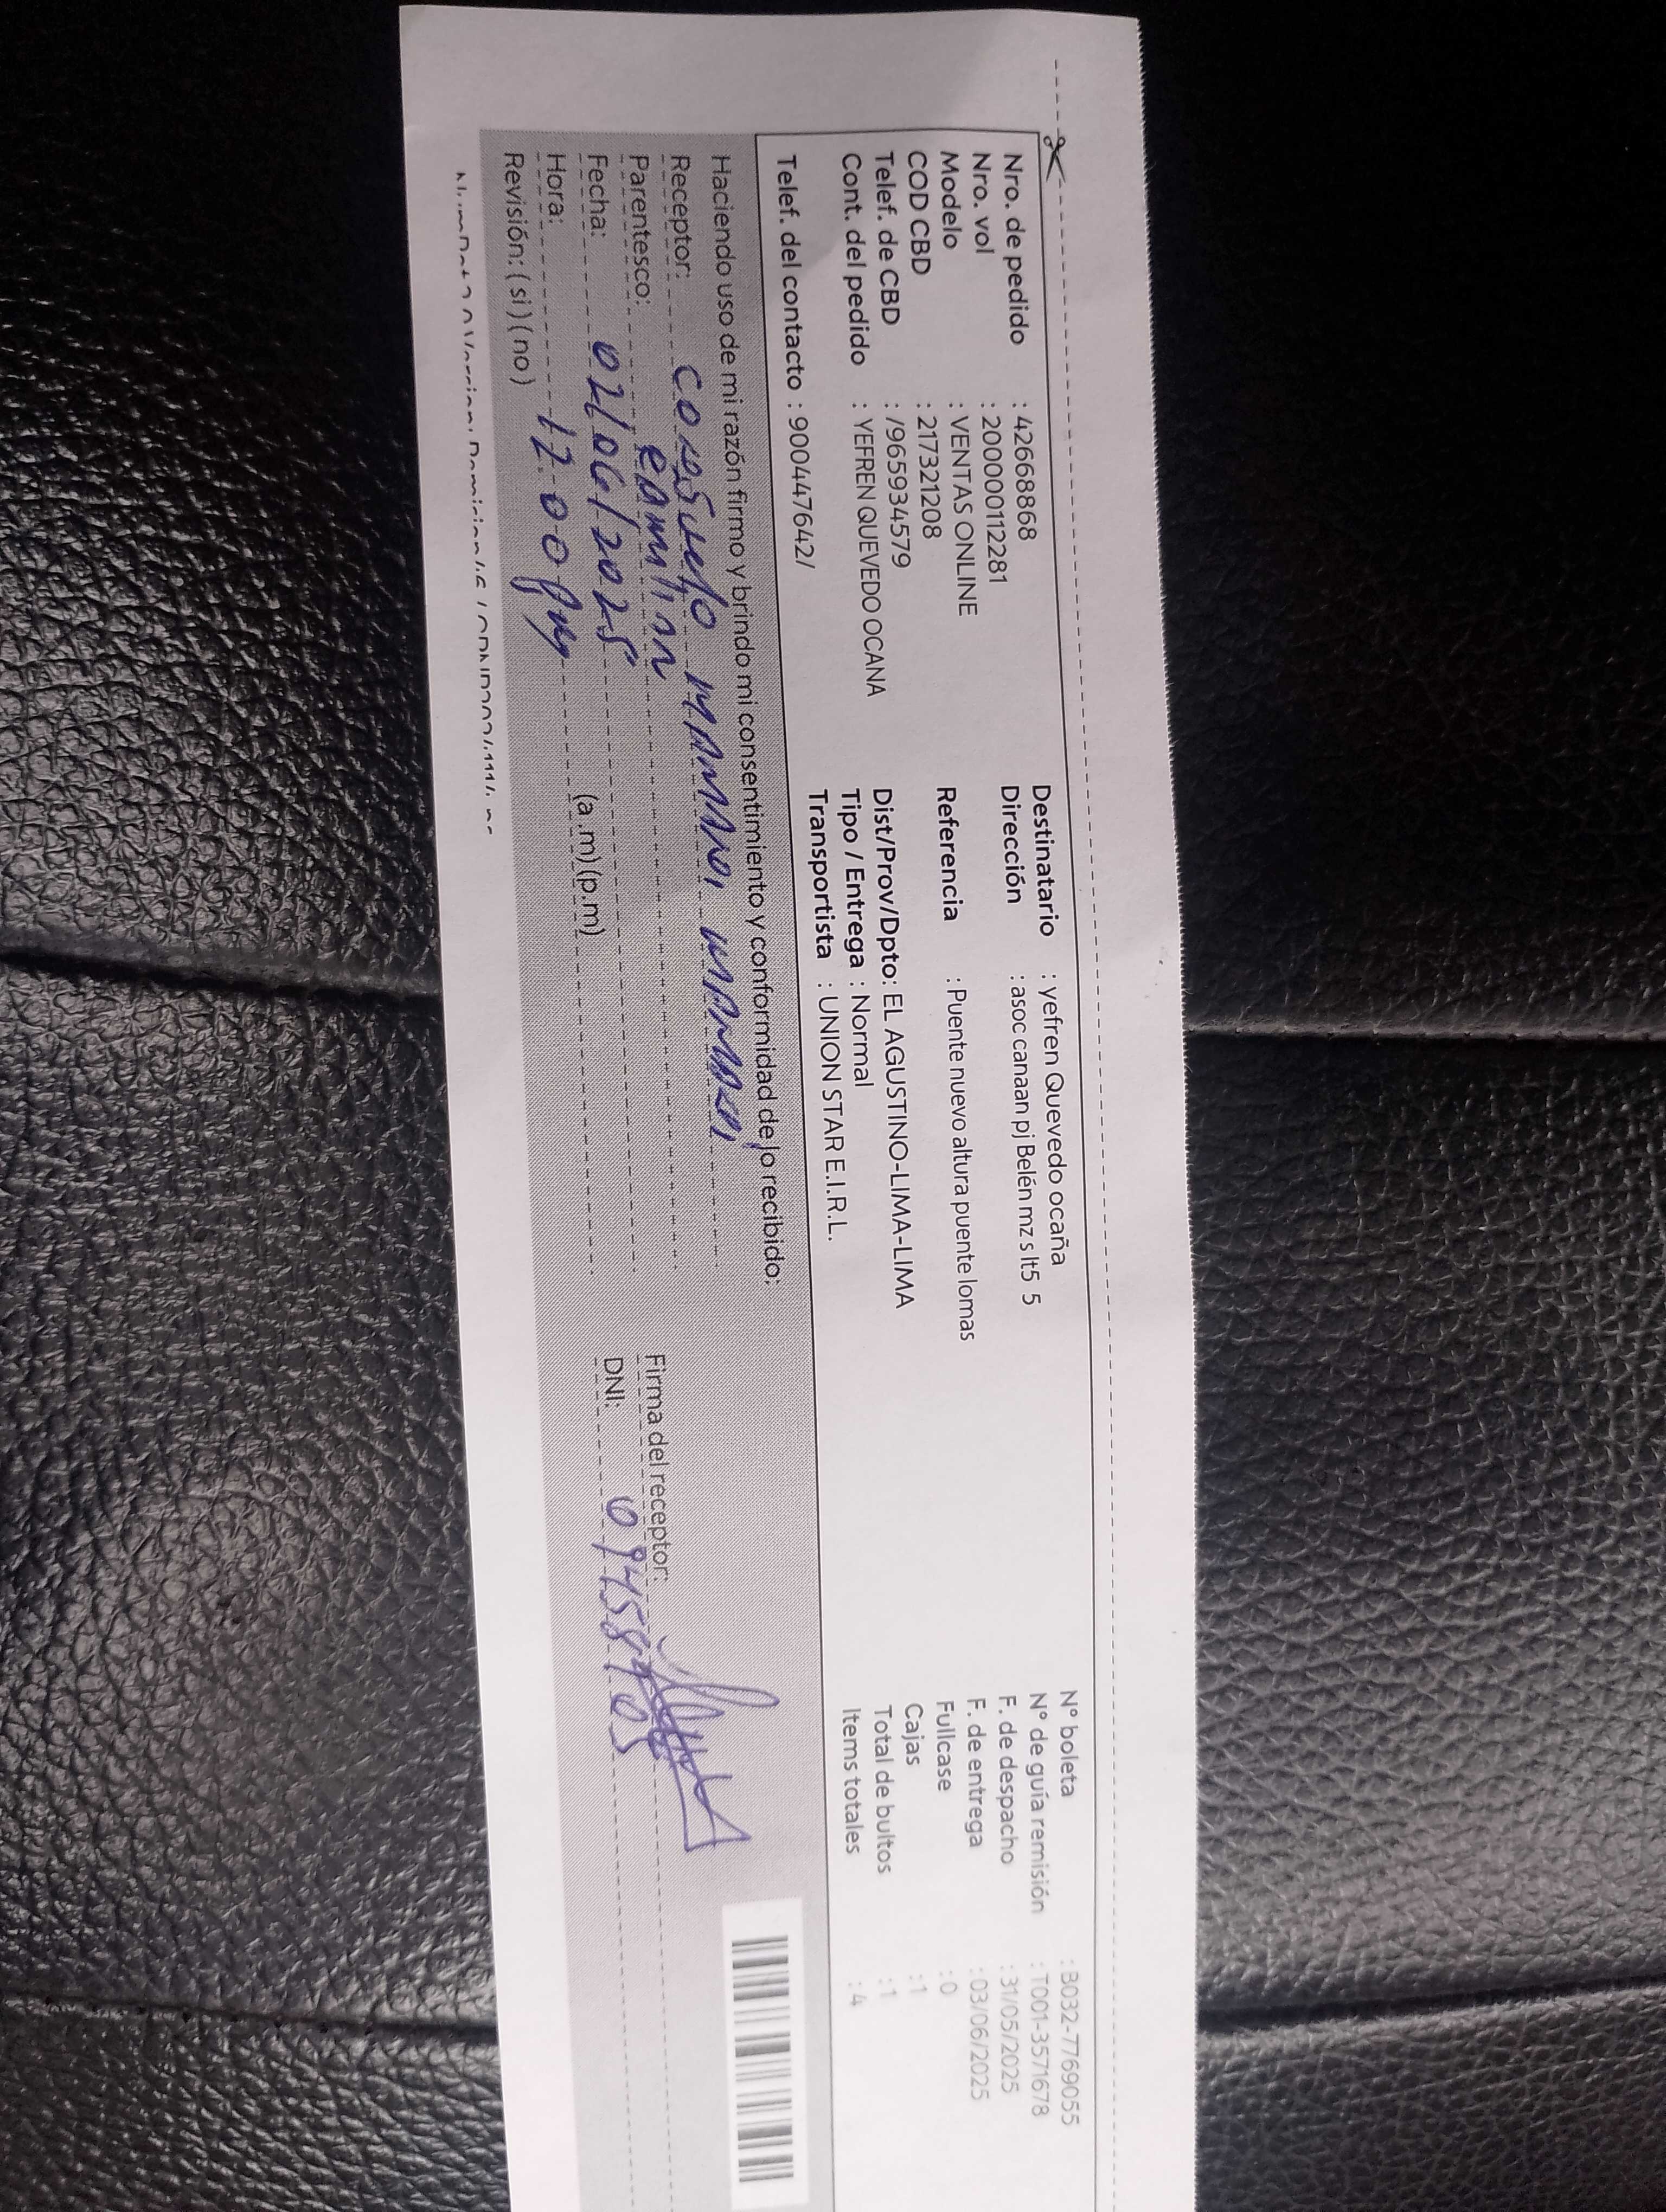 Nro. de pedido : 42668868
Nro. vol : 2000001112281
Modelo : VENTAS ONLINE
COD CBD : 217321208
Telef. de CBD : /965934579
Cont. del pedido : YEFREN QUEVEDO OCANA
Telef. del contacto : 900447642/
Destinatario : yefren Quevedo ocaña
Dirección : asoc canaan pj Belén mz s lt5 5
Referencia : Puente nuevo altura puente lomas
Dist/Prov/Dpto: EL AGUSTINO-LIMA-LIMA
Tipo / Entrega : Normal
Transportista : UNION STAR E.I.R.L.
N° boleta : B032-7769055
N° de guía remisión : T001-3571678
F. de despacho : 31/05/2025
F. de entrega : 03/06/2025
Fullcase : 0
Cajas : 1
Total de bultos : 1
Items totales : 4
Haciendo uso de mi razón firmo y brindo mi consentimiento y conformidad de lo recibido:
Receptor: consuelo mamani mamani
Parentesco:
Fecha: 02/06/2025
Hora: 12.00 (a.m)(p.m)
Revisión: (si)(no)
Firma del receptor:
DNI: